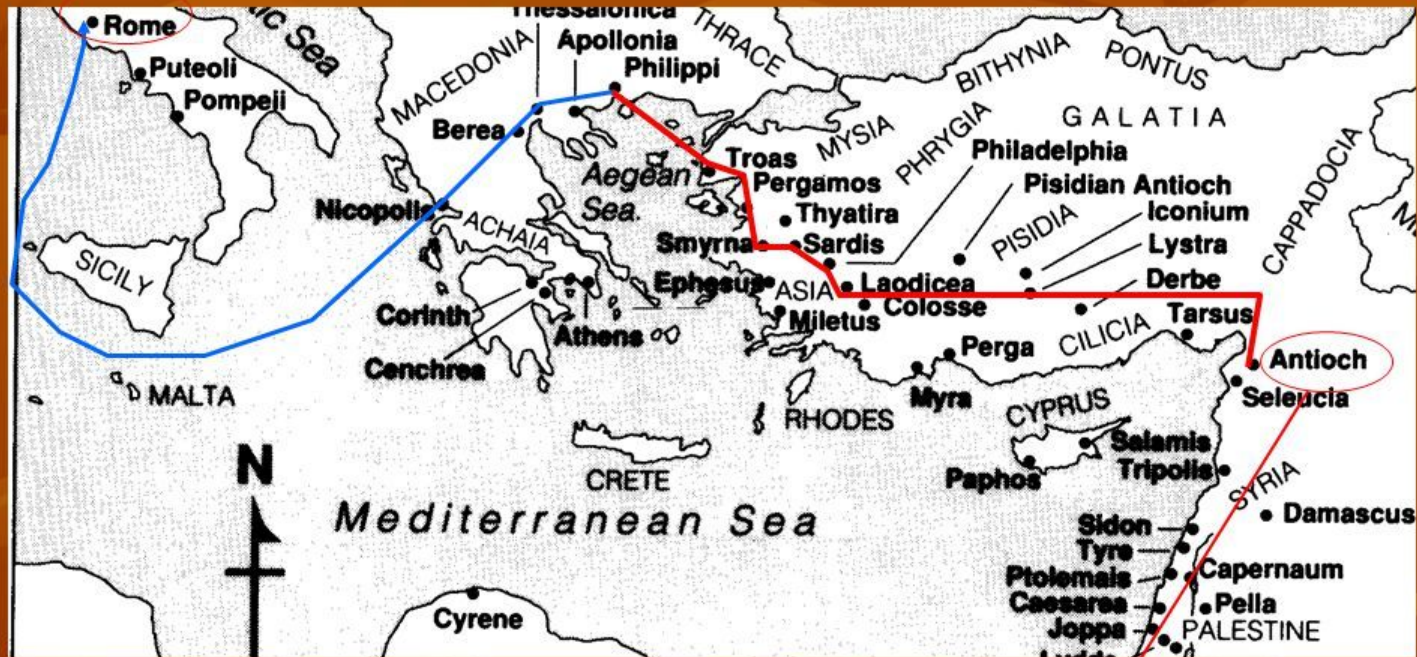 Rome
Puteoli
Pompeii
Sea
SICILY
MALTA
Thessalonica
Apollonia
Philippi
MACEDONIA
THRACE
Berea
Nicopolis
ACHAIA
Corinth
Cenchrea
Athens
Aegean
Sea.
BITHYNIA
PONTUS
GALATIA
MYSIA
PHRYGIA
CAPPADOCIA
Troas
Pergamos
Thyatira
Smyrna
Sardis
Philadelphia
Pisidian Antioch
PISIDIA
Iconium
Lystra
Derbe
Ephesus
ASIA
Laodicea
Colosse
Miletus
Tarsus
CILICIA
Perga
Myra
RHODES
CRETE
CYPRUS
Salamis
Paphos
Antioch
Seleucia
Tripolis
SYRIA
Damascus
Sidon
Tyre
Ptolemais
Capernaum
Caesarea
Pella
Joppa
PALESTINE
N
Mediterranean Sea
Cyrene